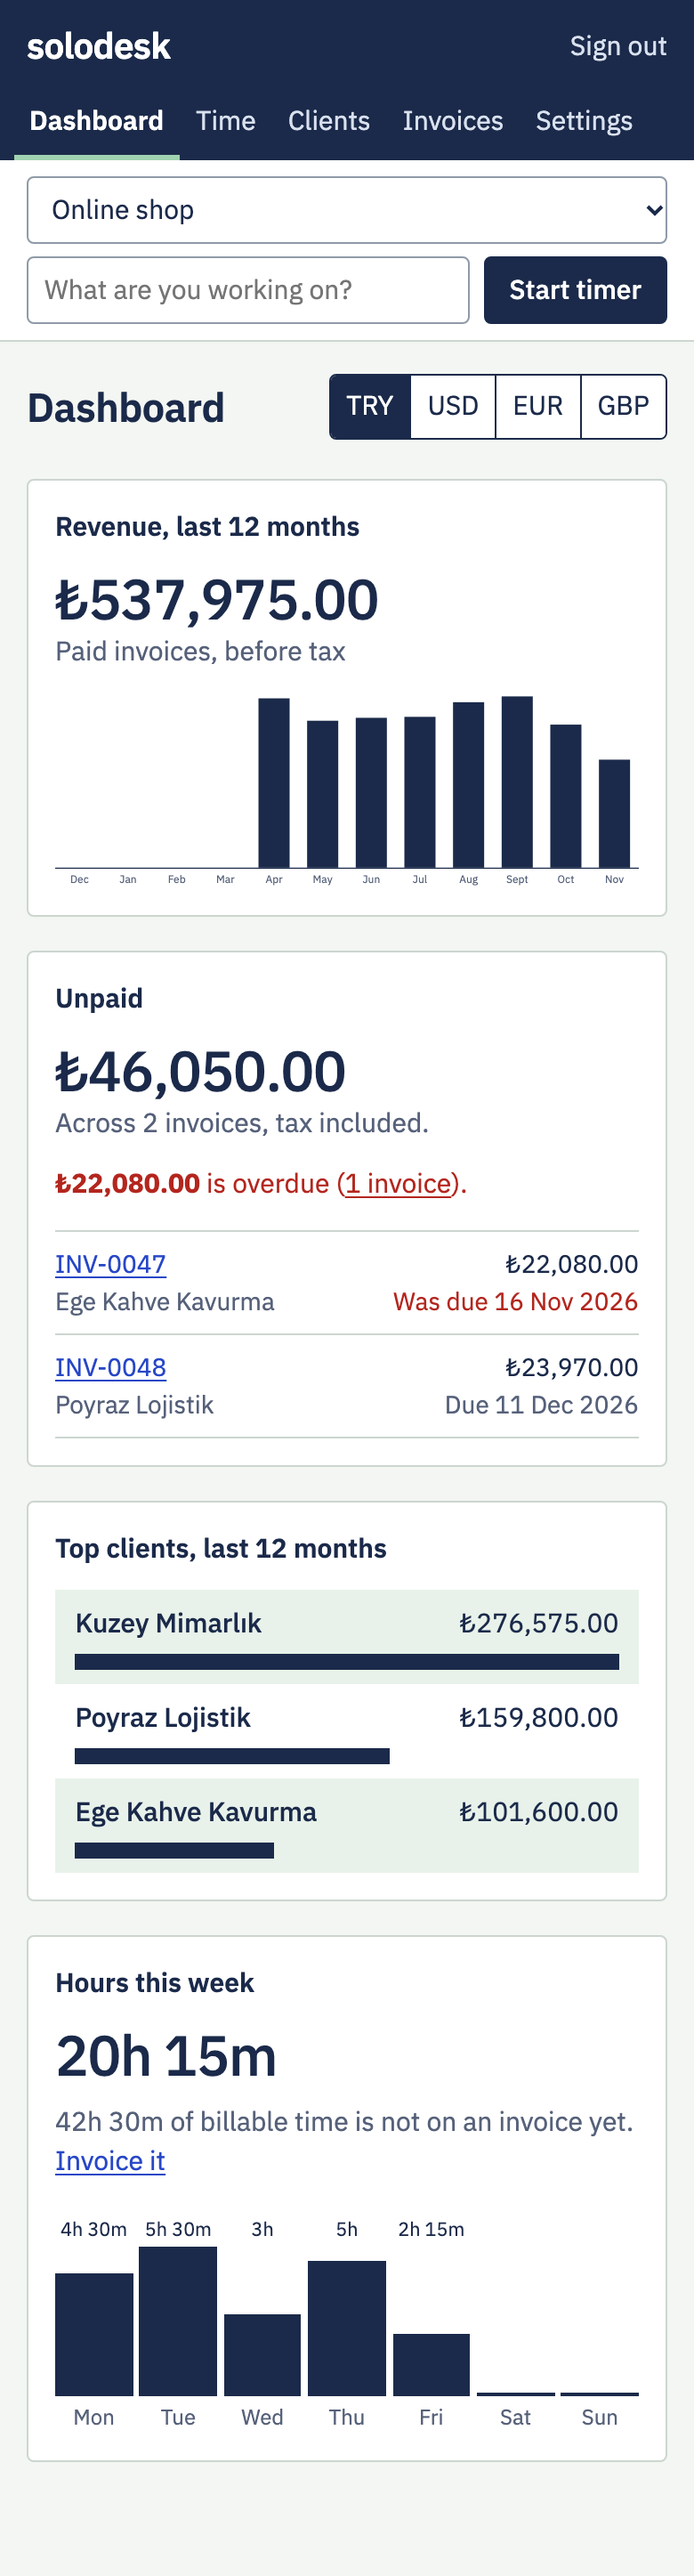 solodesk Sign out
Dashboard Time Clients Invoices Settings
Online shop
What are you working on? Start timer
Dashboard TRY USD EUR GBP
Revenue, last 12 months
₺537,975.00
Paid invoices, before tax
Dec Jan Feb Mar Apr May Jun Jul Aug Sept Oct Nov
Unpaid
₺46,050.00
Across 2 invoices, tax included.
₺22,080.00 is overdue (1 invoice).
INV-0047 ₺22,080.00
Ege Kahve Kavurma Was due 16 Nov 2026
INV-0048 ₺23,970.00
Poyraz Lojistik Due 11 Dec 2026
Top clients, last 12 months
Kuzey Mimarlık ₺276,575.00
Poyraz Lojistik ₺159,800.00
Ege Kahve Kavurma ₺101,600.00
Hours this week
20h 15m
42h 30m of billable time is not on an invoice yet.
Invoice it
4h 30m 5h 30m 3h 5h 2h 15m
Mon Tue Wed Thu Fri Sat Sun